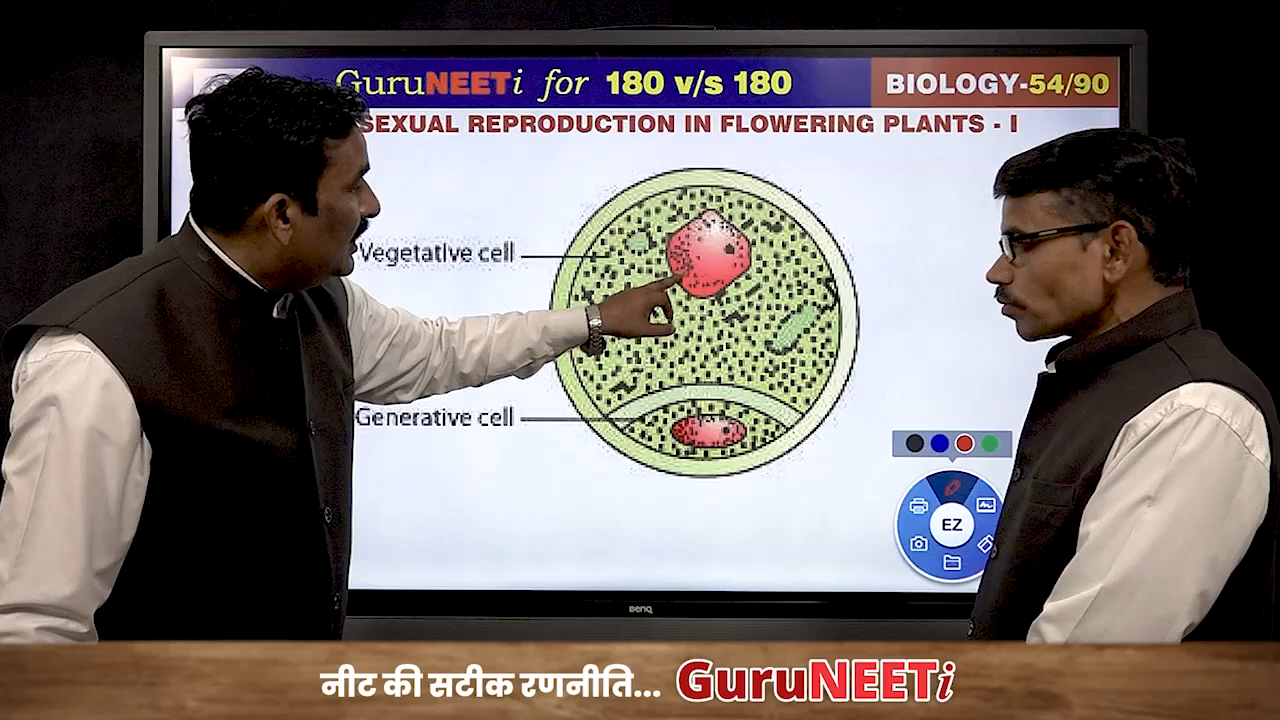 GuruNEETi for 180 v/s 180
BIOLOGY-54/90
SEXUAL REPRODUCTION IN FLOWERING PLANTS - I
Vegetative cell
Generative cell
EZ
BenQ
नीट की सटीक रणनीति... GuruNEETi